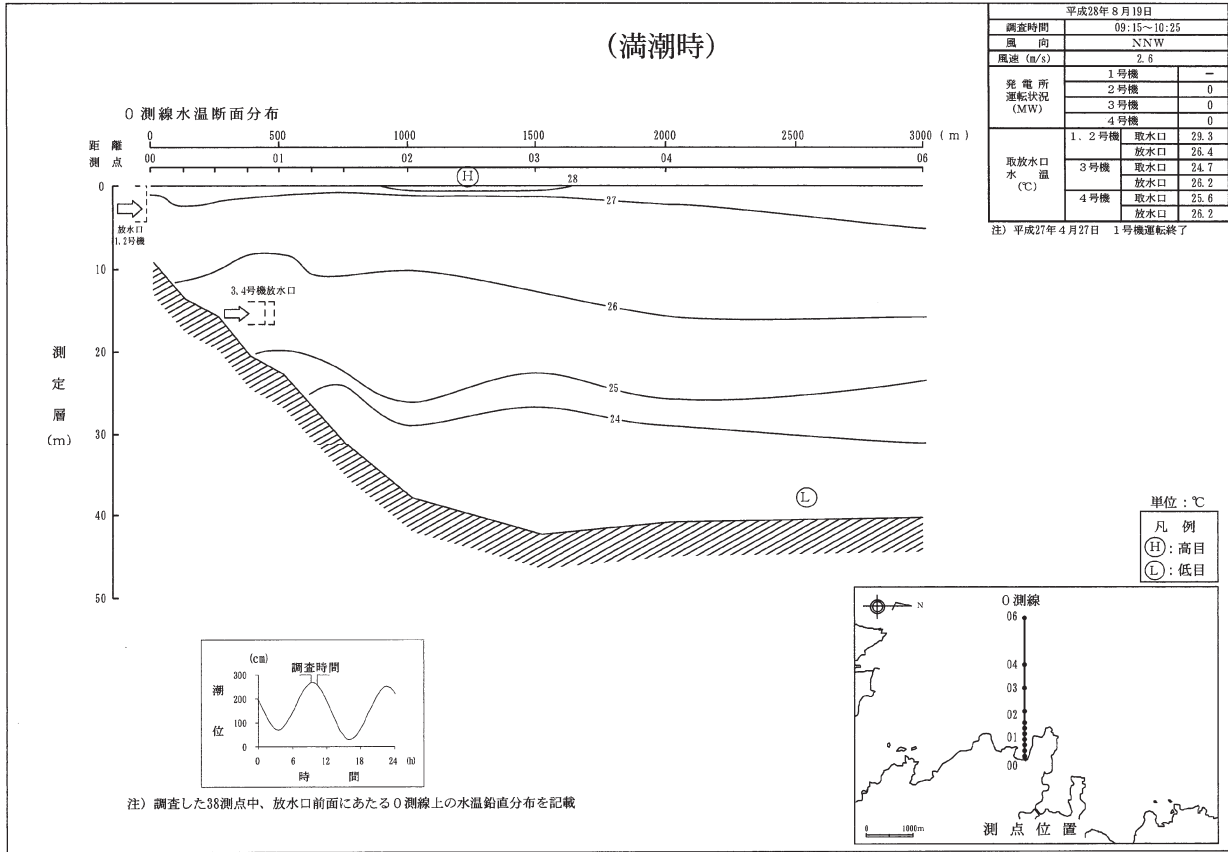 (満潮時)
平成28年8月19日
調査時間 09:15～10:25
風 向 NNW
風速 (m/s) 2.6
発電所運転状況(MW) 1号機 －
2号機 0
3号機 0
4号機 0
取放水口水温(℃) 1．2号機 取水口 29.3
放水口 26.4
3号機 取水口 24.7
放水口 26.2
4号機 取水口 25.6
放水口 26.2
注）平成27年4月27日 1号機運転終了
0 測線水温断面分布
距離 0 500 1000 1500 2000 2500 3000 (m)
測点 00 01 02 03 04 06
H
28
27
26
25
24
L
放水口
1.2号機
3,4号機放水口
測定層(m)
0
10
20
30
40
50
単位：℃
凡 例
H：高目
L：低目
(cm)
調査時間
潮位
300
200
100
0
0 6 12 18 24 (h)
時 間
注）調査した38測点中、放水口前面にあたる0測線上の水温鉛直分布を記載
N
0 測線
06
04
03
02
01
00
0 1000m
測点位置